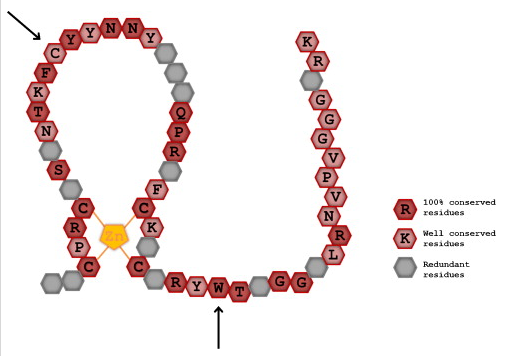 C
P
R
C
S
N
T
K
F
C
Y
Y
N
N
Y
Q
P
R
F
C
K
C
Zn
R
Y
W
T
G
G
L
R
N
V
P
V
G
G
G
R
K
R 100% conserved
residues
K Well conserved
residues
Redundant
residues